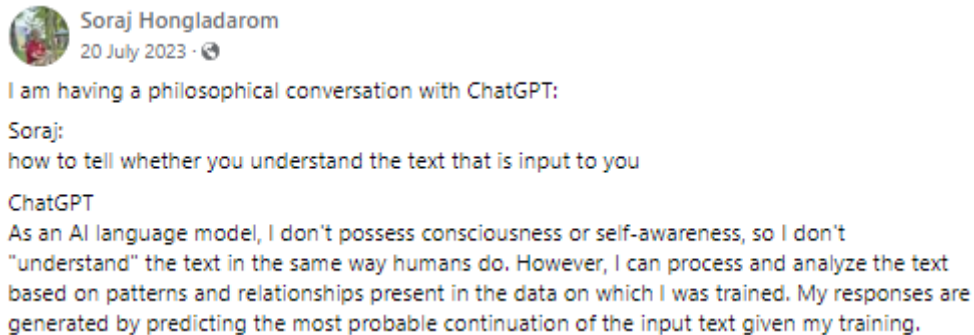 Soraj Hongladarom
20 July 2023 ·
I am having a philosophical conversation with ChatGPT:
Soraj:
how to tell whether you understand the text that is input to you
ChatGPT
As an AI language model, I don't possess consciousness or self-awareness, so I don't
"understand" the text in the same way humans do. However, I can process and analyze the text
based on patterns and relationships present in the data on which I was trained. My responses are
generated by predicting the most probable continuation of the input text given my training.